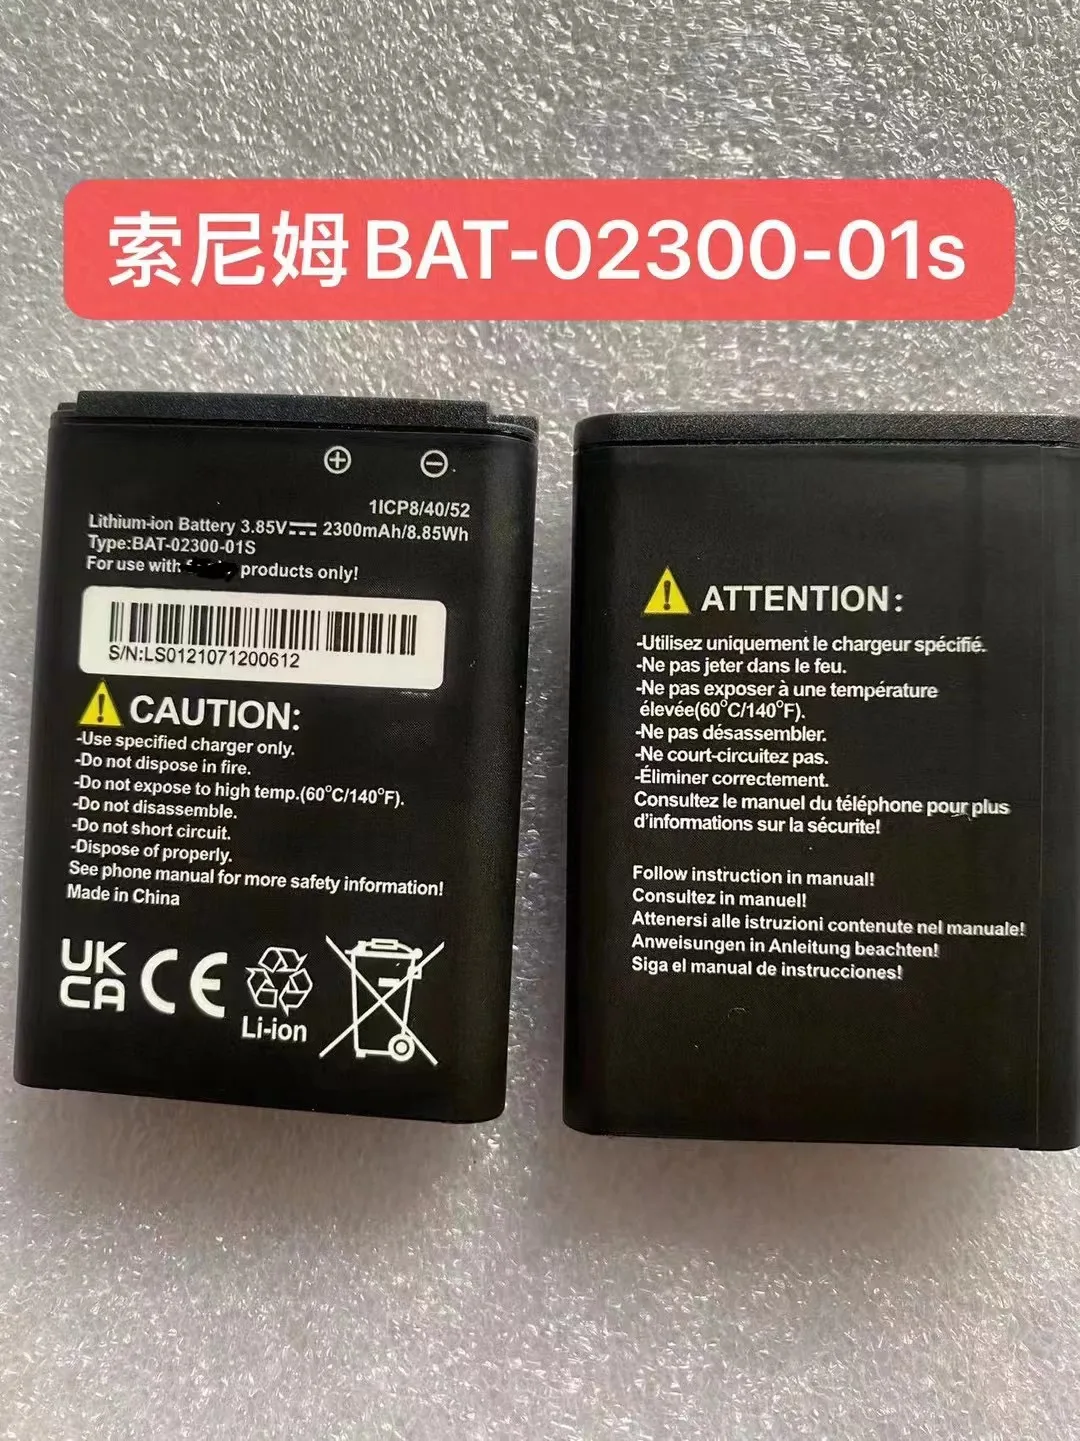 索尼姆BAT-02300-01s
1ICP8/40/52
Lithium-ion Battery 3.85V 2300mAh/8.85Wh
Type:BAT-02300-01S
For use with products only!
S/N:LS0121071200612
CAUTION:
-Use specified charger only.
-Do not dispose in fire.
-Do not expose to high temp.(60°C/140°F).
-Do not disassemble.
-Do not short circuit.
-Dispose of properly.
See phone manual for more safety information!
Made in China
UK
CA CE
Li-ion
ATTENTION:
-Utilisez uniquement le chargeur spécifié.
-Ne pas jeter dans le feu.
-Ne pas exposer à une température
élevée(60°C/140°F).
-Ne pas désassembler.
-Ne court-circuitez pas.
-Éliminer correctement.
Consultez le manuel du téléphone pour plus
d'informations sur la sécurite!
Follow instruction in manual!
Consultez in manuel!
Attenersi alle istruzioni contenute nel manuale!
Anweisungen in Anleitung beachten!
Siga el manual de instrucciones!